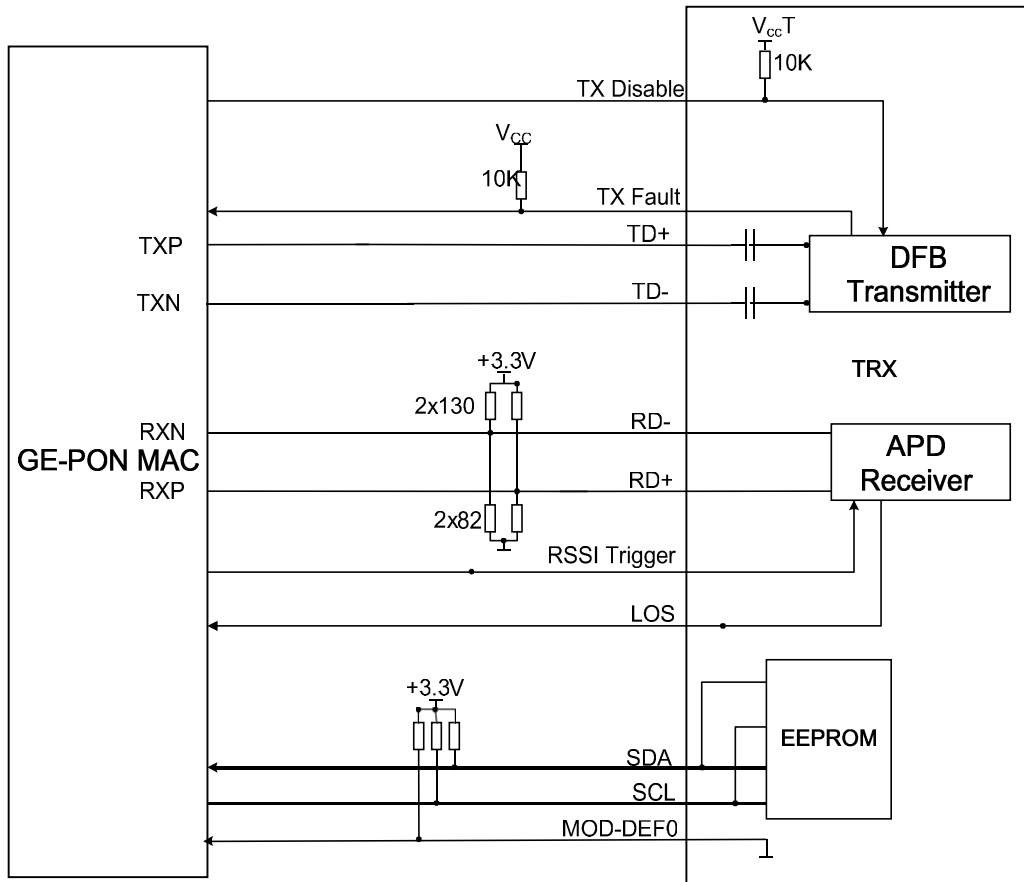 VccT
10K
TX Disable
VCC
10K
TX Fault
TXP
TD+
DFB
Transmitter
TXN
TD-
+3.3V
TRX
2x130
RXN
RD-
APD
Receiver
GE-PON MAC
RXP
RD+
2x82
RSSI Trigger
LOS
+3.3V
EEPROM
SDA
SCL
MOD-DEF0